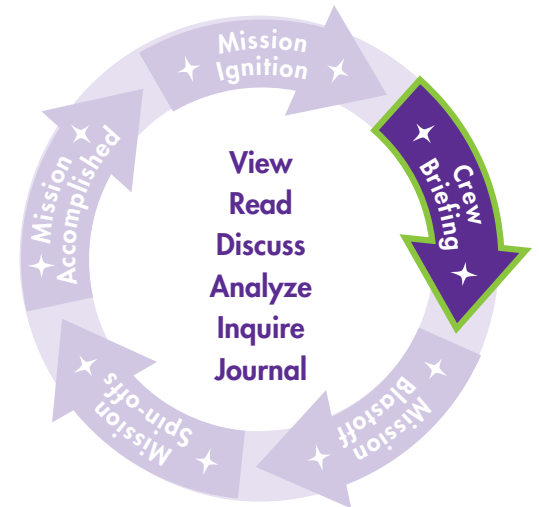 Mission
Ignition
Crew
Briefing
View
Read
Discuss
Analyze
Inquire
Journal
Mission
Blastoff
Mission
Spin-offs
Mission
Accomplished